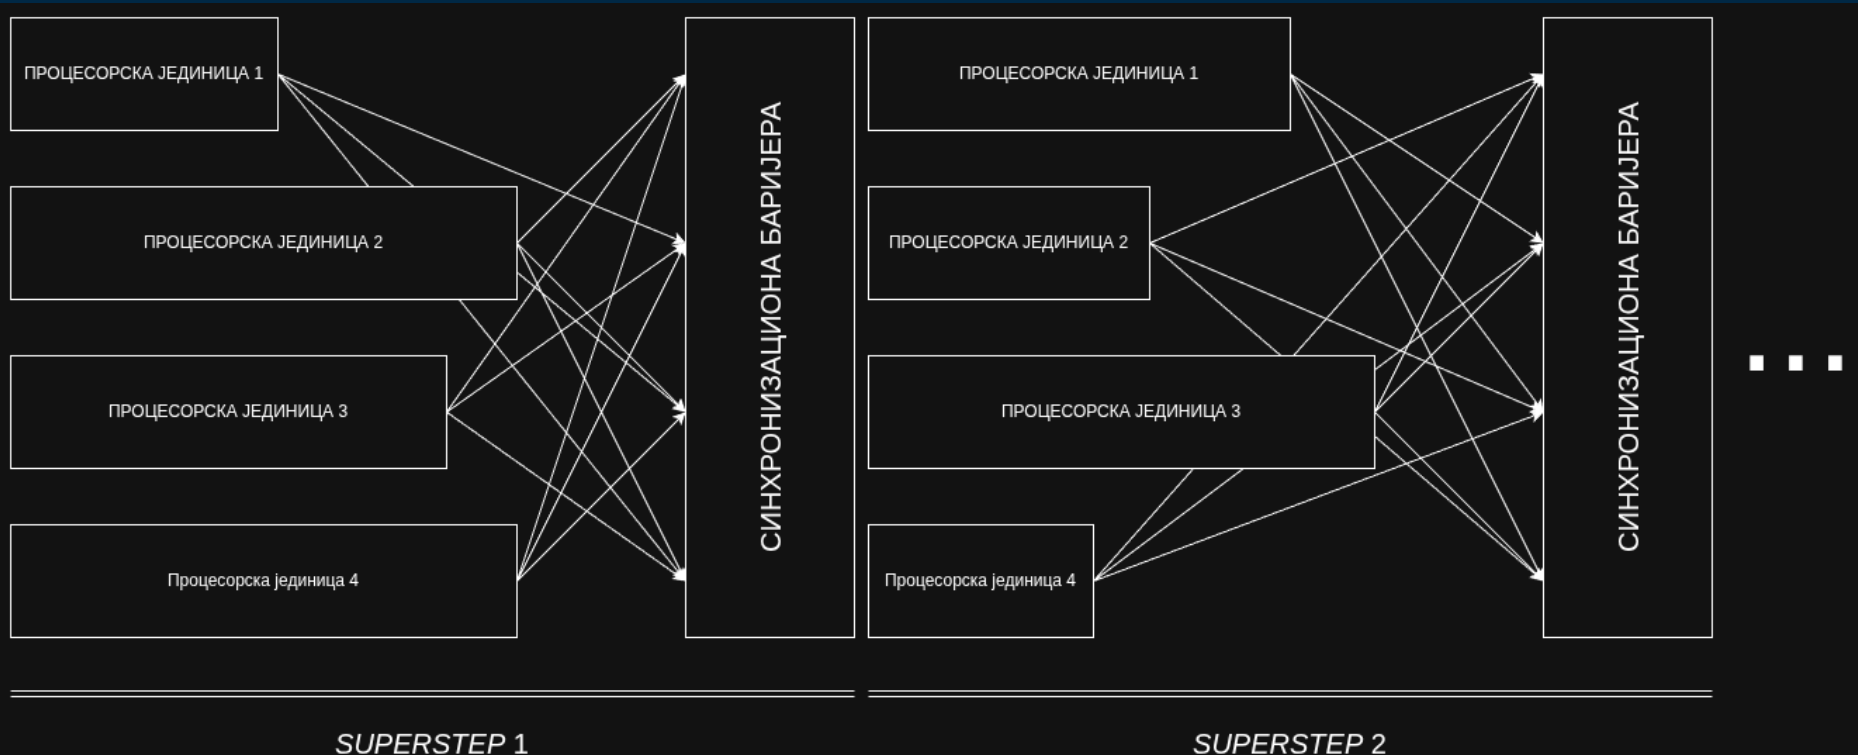 ПРОЦЕСОРСКА ЈЕДИНИЦА 1
ПРОЦЕСОРСКА ЈЕДИНИЦА 2
ПРОЦЕСОРСКА ЈЕДИНИЦА 3
Процесорска јединица 4
СИНХРОНИЗАЦИОНА БАРИЈЕРА
SUPERSTEP 1
ПРОЦЕСОРСКА ЈЕДИНИЦА 1
ПРОЦЕСОРСКА ЈЕДИНИЦА 2
ПРОЦЕСОРСКА ЈЕДИНИЦА 3
Процесорска јединица 4
СИНХРОНИЗАЦИОНА БАРИЈЕРА
SUPERSTEP 2
...